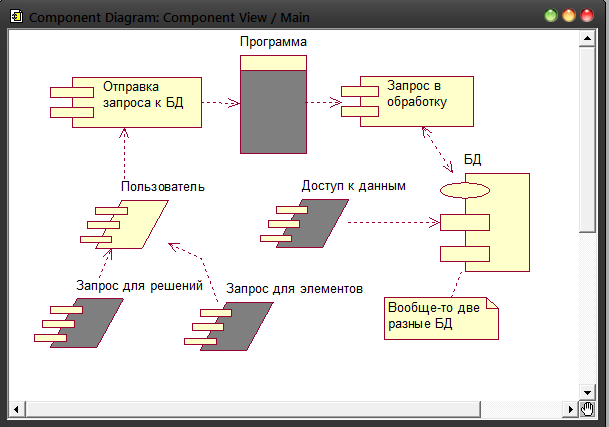 Component Diagram: Component View / Main
Программа
Отправка
запроса к БД
Запрос в
обработку
БД
Пользователь
Доступ к данным
Запрос для решений
Запрос для элементов
Вообще-то две
разные БД